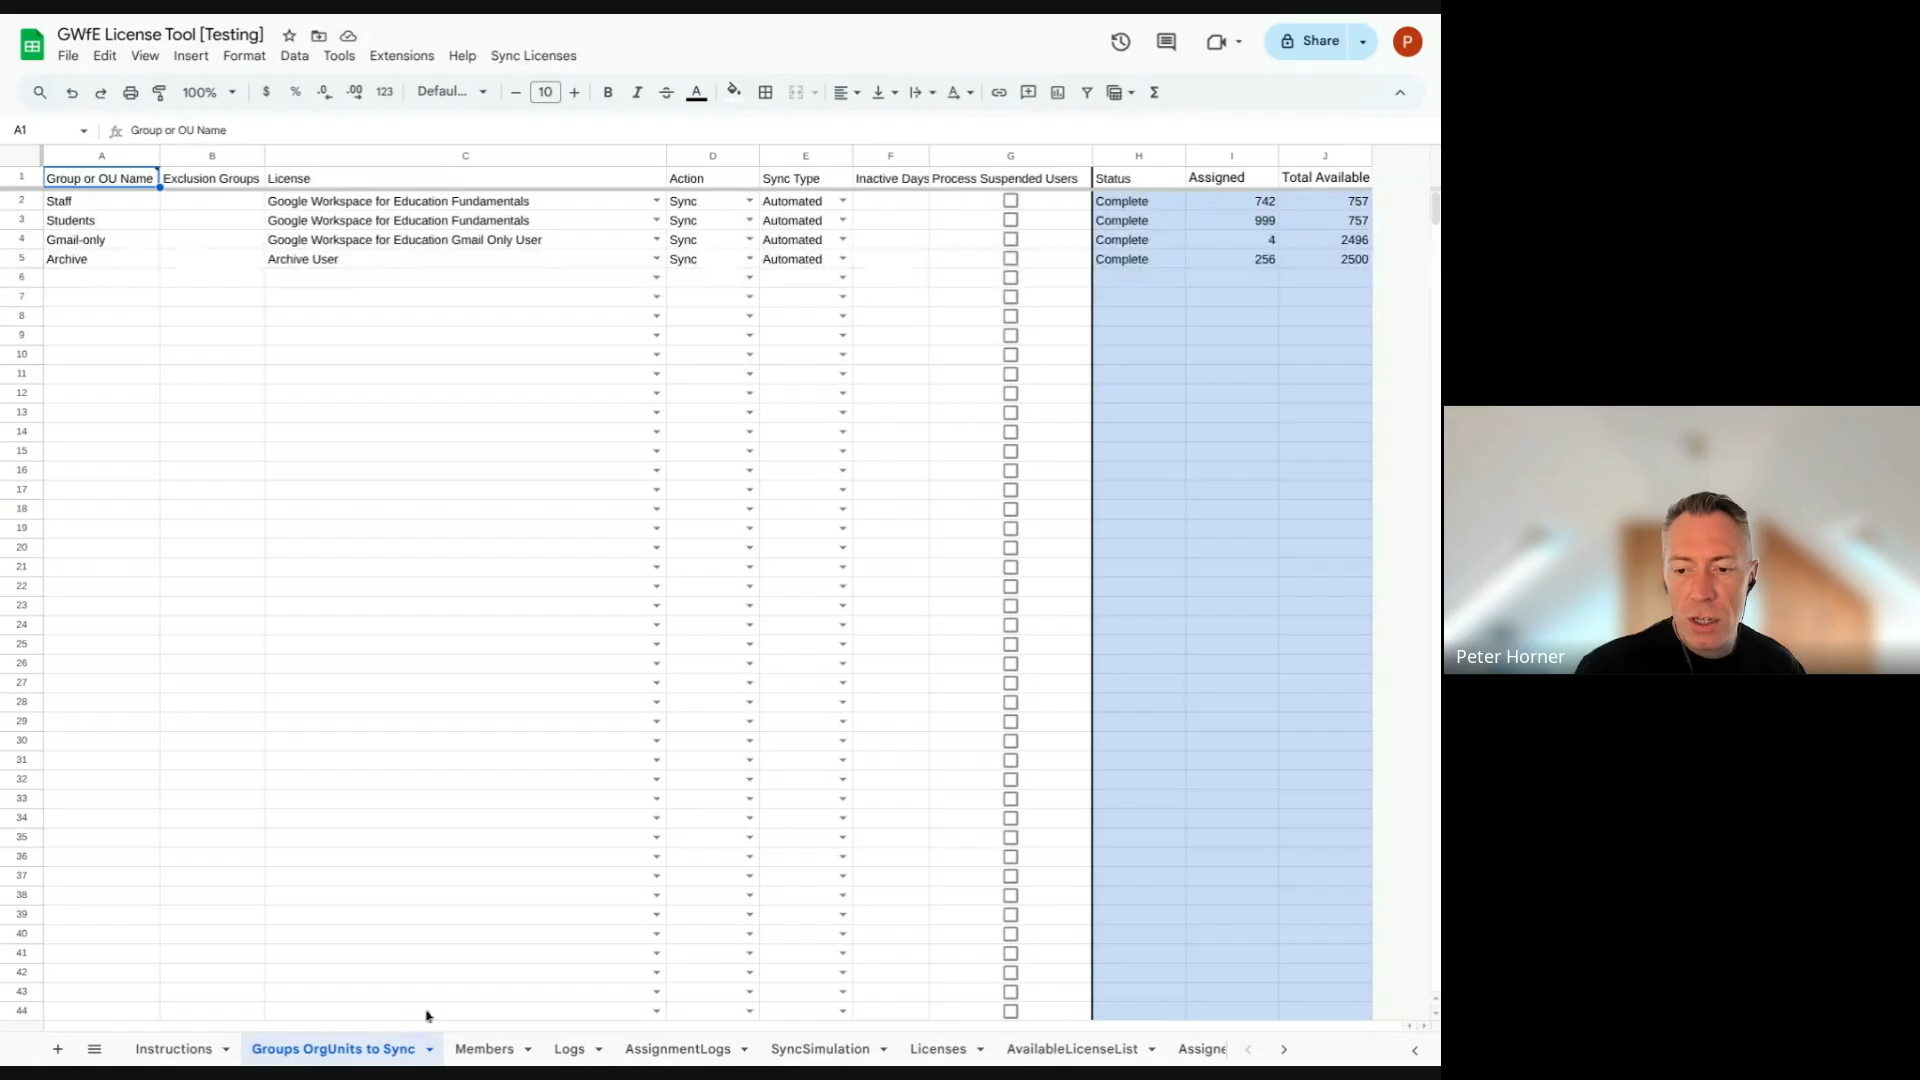 GWfE License Tool [Testing]
File Edit View Insert Format Data Tools Extensions Help Sync Licenses
Share
P
100% $ % .0 .00 123 Defaul... − 10 + B I A
A1 fx Group or OU Name
A B C D E F G H I J
1 Group or OU Name Exclusion Groups License Action Sync Type Inactive Days Process Suspended Users Status Assigned Total Available
2 Staff Google Workspace for Education Fundamentals Sync Automated Complete 742 757
3 Students Google Workspace for Education Fundamentals Sync Automated Complete 999 757
4 Gmail-only Google Workspace for Education Gmail Only User Sync Automated Complete 4 2496
5 Archive Archive User Sync Automated Complete 256 2500
6
7
8
9
10
11
12
13
14
15
16
17
18
19
20
21
22
23
24
25
26
27
28
29
30
31
32
33
34
35
36
37
38
39
40
41
42
43
44
Instructions Groups OrgUnits to Sync Members Logs AssignmentLogs SyncSimulation Licenses AvailableLicenseList Assigne
Peter Horner